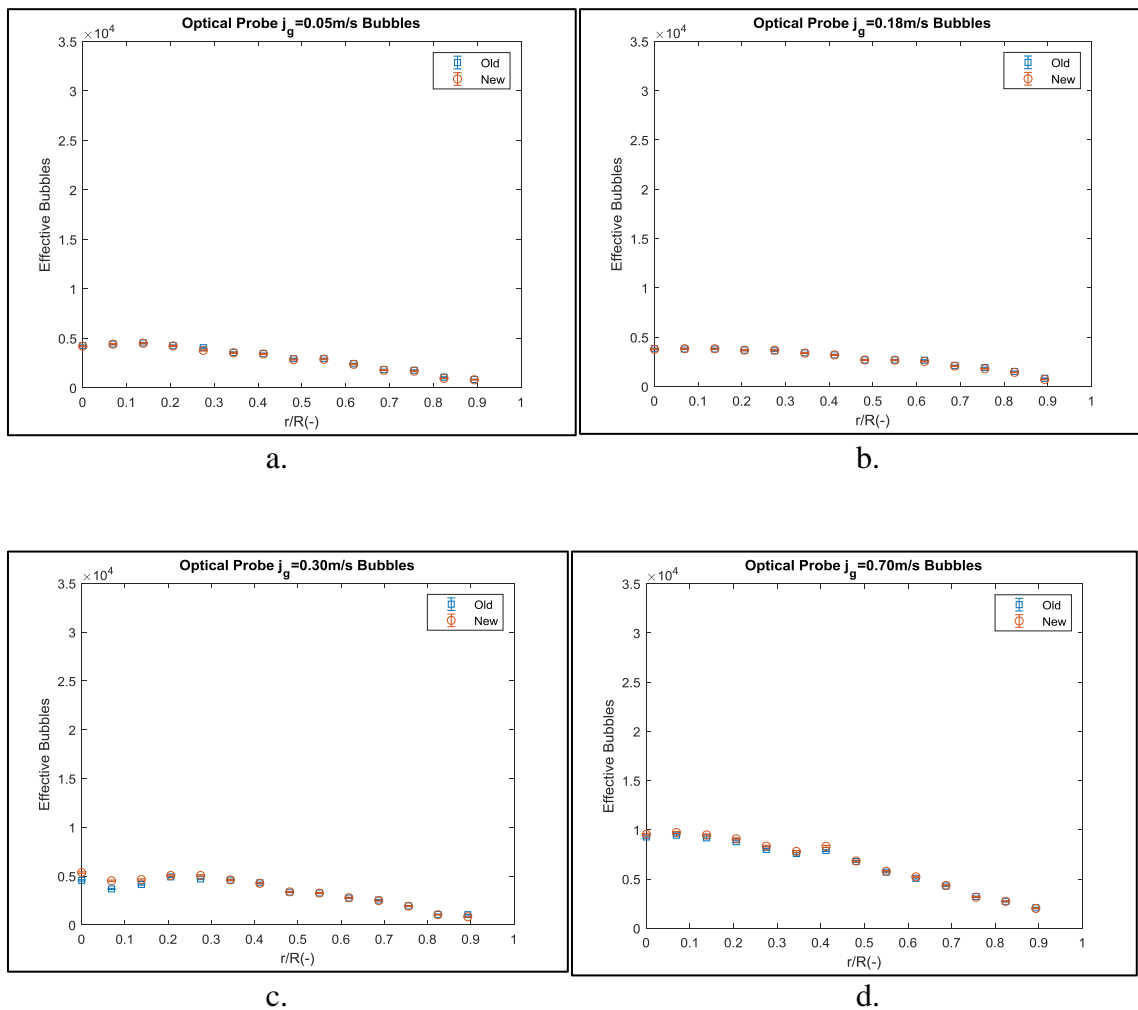 Optical Probe j_g=0.05m/s Bubbles
×10^4
3.5
3
2.5
2
1.5
1
0.5
0
Effective Bubbles
0 0.1 0.2 0.3 0.4 0.5 0.6 0.7 0.8 0.9 1
r/R(-)
Old
New
a.
Optical Probe j_g=0.18m/s Bubbles
×10^4
3.5
3
2.5
2
1.5
1
0.5
0
Effective Bubbles
0 0.1 0.2 0.3 0.4 0.5 0.6 0.7 0.8 0.9 1
r/R(-)
Old
New
b.
Optical Probe j_g=0.30m/s Bubbles
×10^4
3.5
3
2.5
2
1.5
1
0.5
0
Effective Bubbles
0 0.1 0.2 0.3 0.4 0.5 0.6 0.7 0.8 0.9 1
r/R(-)
Old
New
c.
Optical Probe j_g=0.70m/s Bubbles
×10^4
3.5
3
2.5
2
1.5
1
0.5
0
Effective Bubbles
0 0.1 0.2 0.3 0.4 0.5 0.6 0.7 0.8 0.9 1
r/R(-)
Old
New
d.